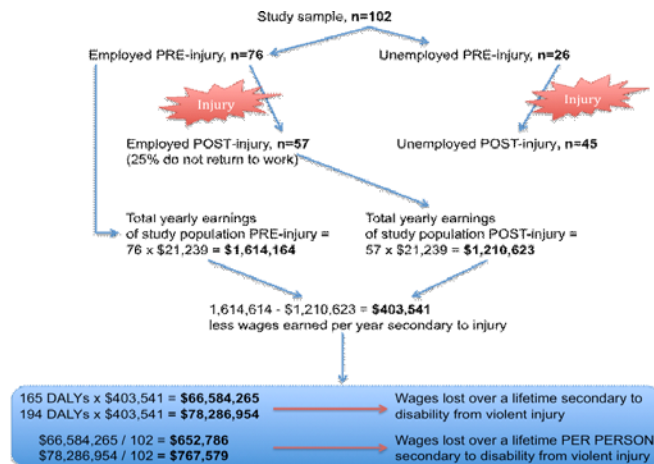 Study sample, n=102
Employed PRE-injury, n=76
Unemployed PRE-injury, n=26
Injury
Injury
Employed POST-injury, n=57
(25% do not return to work)
Unemployed POST-injury, n=45
Total yearly earnings
of study population PRE-injury =
76 x $21,239 = $1,614,164
Total yearly earnings
of study population POST-injury =
57 x $21,239 = $1,210,623
1,614,614 - $1,210,623 = $403,541
less wages earned per year secondary to injury
165 DALYs x $403,541 = $66,584,265
194 DALYs x $403,541 = $78,286,954
Wages lost over a lifetime secondary to
disability from violent injury
$66,584,265 / 102 = $652,786
$78,286,954 / 102 = $767,579
Wages lost over a lifetime PER PERSON
secondary to disability from violent injury